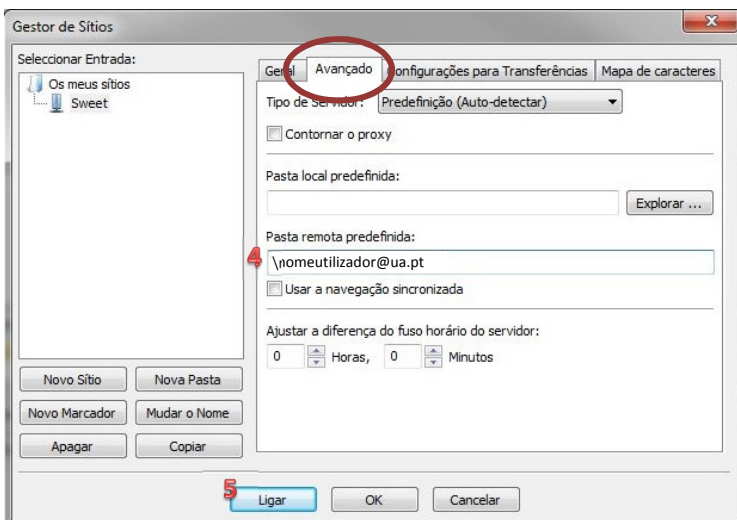 Gestor de Sítios
Seleccionar Entrada:
Os meus sítios
Sweet
Novo Sítio
Nova Pasta
Novo Marcador
Mudar o Nome
Apagar
Copiar
Geral
Avançado
Configurações para Transferências
Mapa de caracteres
Tipo de Servidor:
Predefinição (Auto-detectar)
Contornar o proxy
Pasta local predefinida:
Explorar ...
Pasta remota predefinida:
4
\nomeutilizador@ua.pt
Usar a navegação sincronizada
Ajustar a diferença do fuso horário do servidor:
0 Horas, 0 Minutos
5
Ligar
OK
Cancelar